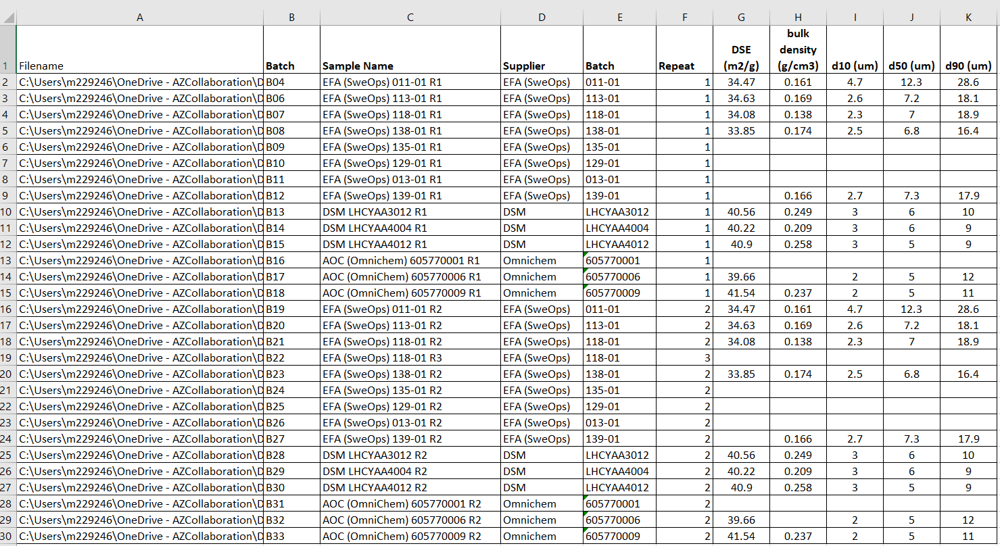 A B C D E F G H I J K
bulk
DSE density
1 Filename Batch Sample Name Supplier Batch Repeat (m2/g) (g/cm3) d10 (um) d50 (um) d90 (um)
2 C:\Users\m229246\OneDrive - AZCollaboration\D B04 EFA (SweOps) 011-01 R1 EFA (SweOps) 011-01 1 34.47 0.161 4.7 12.3 28.6
3 C:\Users\m229246\OneDrive - AZCollaboration\D B06 EFA (SweOps) 113-01 R1 EFA (SweOps) 113-01 1 34.63 0.169 2.6 7.2 18.1
4 C:\Users\m229246\OneDrive - AZCollaboration\D B07 EFA (SweOps) 118-01 R1 EFA (SweOps) 118-01 1 34.08 0.138 2.3 7 18.9
5 C:\Users\m229246\OneDrive - AZCollaboration\D B08 EFA (SweOps) 138-01 R1 EFA (SweOps) 138-01 1 33.85 0.174 2.5 6.8 16.4
6 C:\Users\m229246\OneDrive - AZCollaboration\D B09 EFA (SweOps) 135-01 R1 EFA (SweOps) 135-01 1
7 C:\Users\m229246\OneDrive - AZCollaboration\D B10 EFA (SweOps) 129-01 R1 EFA (SweOps) 129-01 1
8 C:\Users\m229246\OneDrive - AZCollaboration\D B11 EFA (SweOps) 013-01 R1 EFA (SweOps) 013-01 1
9 C:\Users\m229246\OneDrive - AZCollaboration\D B12 EFA (SweOps) 139-01 R1 EFA (SweOps) 139-01 1 0.166 2.7 7.3 17.9
10 C:\Users\m229246\OneDrive - AZCollaboration\D B13 DSM LHCYAA3012 R1 DSM LHCYAA3012 1 40.56 0.249 3 6 10
11 C:\Users\m229246\OneDrive - AZCollaboration\D B14 DSM LHCYAA4004 R1 DSM LHCYAA4004 1 40.22 0.209 3 6 9
12 C:\Users\m229246\OneDrive - AZCollaboration\D B15 DSM LHCYAA4012 R1 DSM LHCYAA4012 1 40.9 0.258 3 5 9
13 C:\Users\m229246\OneDrive - AZCollaboration\D B16 AOC (Omnichem) 605770001 R1 Omnichem 605770001 1
14 C:\Users\m229246\OneDrive - AZCollaboration\D B17 AOC (OmniChem) 605770006 R1 Omnichem 605770006 1 39.66 2 5 12
15 C:\Users\m229246\OneDrive - AZCollaboration\D B18 AOC (OmniChem) 605770009 R1 Omnichem 605770009 1 41.54 0.237 2 5 11
16 C:\Users\m229246\OneDrive - AZCollaboration\D B19 EFA (SweOps) 011-01 R2 EFA (SweOps) 011-01 2 34.47 0.161 4.7 12.3 28.6
17 C:\Users\m229246\OneDrive - AZCollaboration\D B20 EFA (SweOps) 113-01 R2 EFA (SweOps) 113-01 2 34.63 0.169 2.6 7.2 18.1
18 C:\Users\m229246\OneDrive - AZCollaboration\D B21 EFA (SweOps) 118-01 R2 EFA (SweOps) 118-01 2 34.08 0.138 2.3 7 18.9
19 C:\Users\m229246\OneDrive - AZCollaboration\D B22 EFA (SweOps) 118-01 R3 EFA (SweOps) 118-01 3
20 C:\Users\m229246\OneDrive - AZCollaboration\D B23 EFA (SweOps) 138-01 R2 EFA (SweOps) 138-01 2 33.85 0.174 2.5 6.8 16.4
21 C:\Users\m229246\OneDrive - AZCollaboration\D B24 EFA (SweOps) 135-01 R2 EFA (SweOps) 135-01 2
22 C:\Users\m229246\OneDrive - AZCollaboration\D B25 EFA (SweOps) 129-01 R2 EFA (SweOps) 129-01 2
23 C:\Users\m229246\OneDrive - AZCollaboration\D B26 EFA (SweOps) 013-01 R2 EFA (SweOps) 013-01 2
24 C:\Users\m229246\OneDrive - AZCollaboration\D B27 EFA (SweOps) 139-01 R2 EFA (SweOps) 139-01 2 0.166 2.7 7.3 17.9
25 C:\Users\m229246\OneDrive - AZCollaboration\D B28 DSM LHCYAA3012 R2 DSM LHCYAA3012 2 40.56 0.249 3 6 10
26 C:\Users\m229246\OneDrive - AZCollaboration\D B29 DSM LHCYAA4004 R2 DSM LHCYAA4004 2 40.22 0.209 3 6 9
27 C:\Users\m229246\OneDrive - AZCollaboration\D B30 DSM LHCYAA4012 R2 DSM LHCYAA4012 2 40.9 0.258 3 5 9
28 C:\Users\m229246\OneDrive - AZCollaboration\D B31 AOC (OmniChem) 605770001 R2 Omnichem 605770001 2
29 C:\Users\m229246\OneDrive - AZCollaboration\D B32 AOC (OmniChem) 605770006 R2 Omnichem 605770006 2 39.66 2 5 12
30 C:\Users\m229246\OneDrive - AZCollaboration\D B33 AOC (OmniChem) 605770009 R2 Omnichem 605770009 2 41.54 0.237 2 5 11